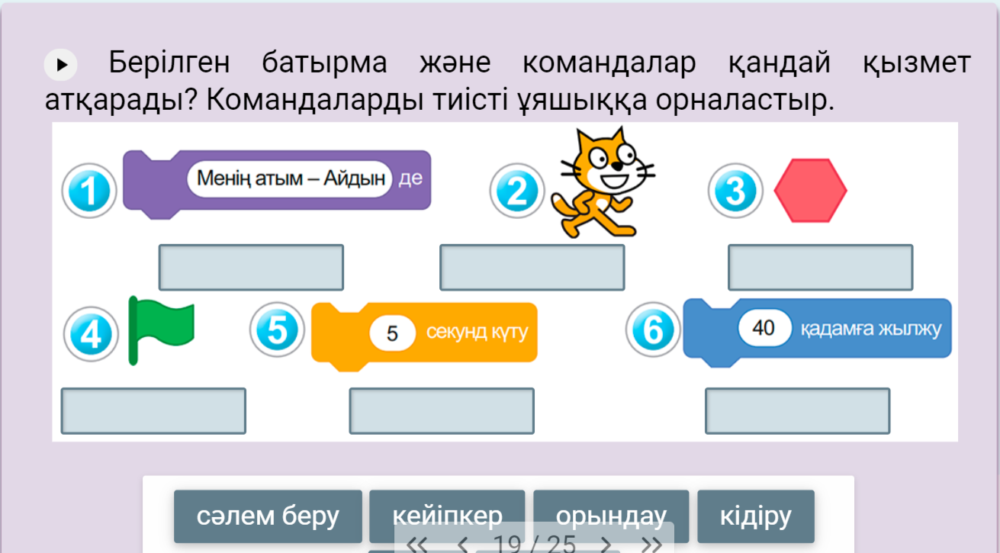 Берілген батырма және командалар қандай қызмет
атқарады? Командаларды тиісті ұяшыққа орналастыр.
1 Менің атым – Айдын де 2 3
4 5 5 секунд күту 6 40 қадамға жылжу
сәлем беру кейіпкер орындау кідіру
19 / 25